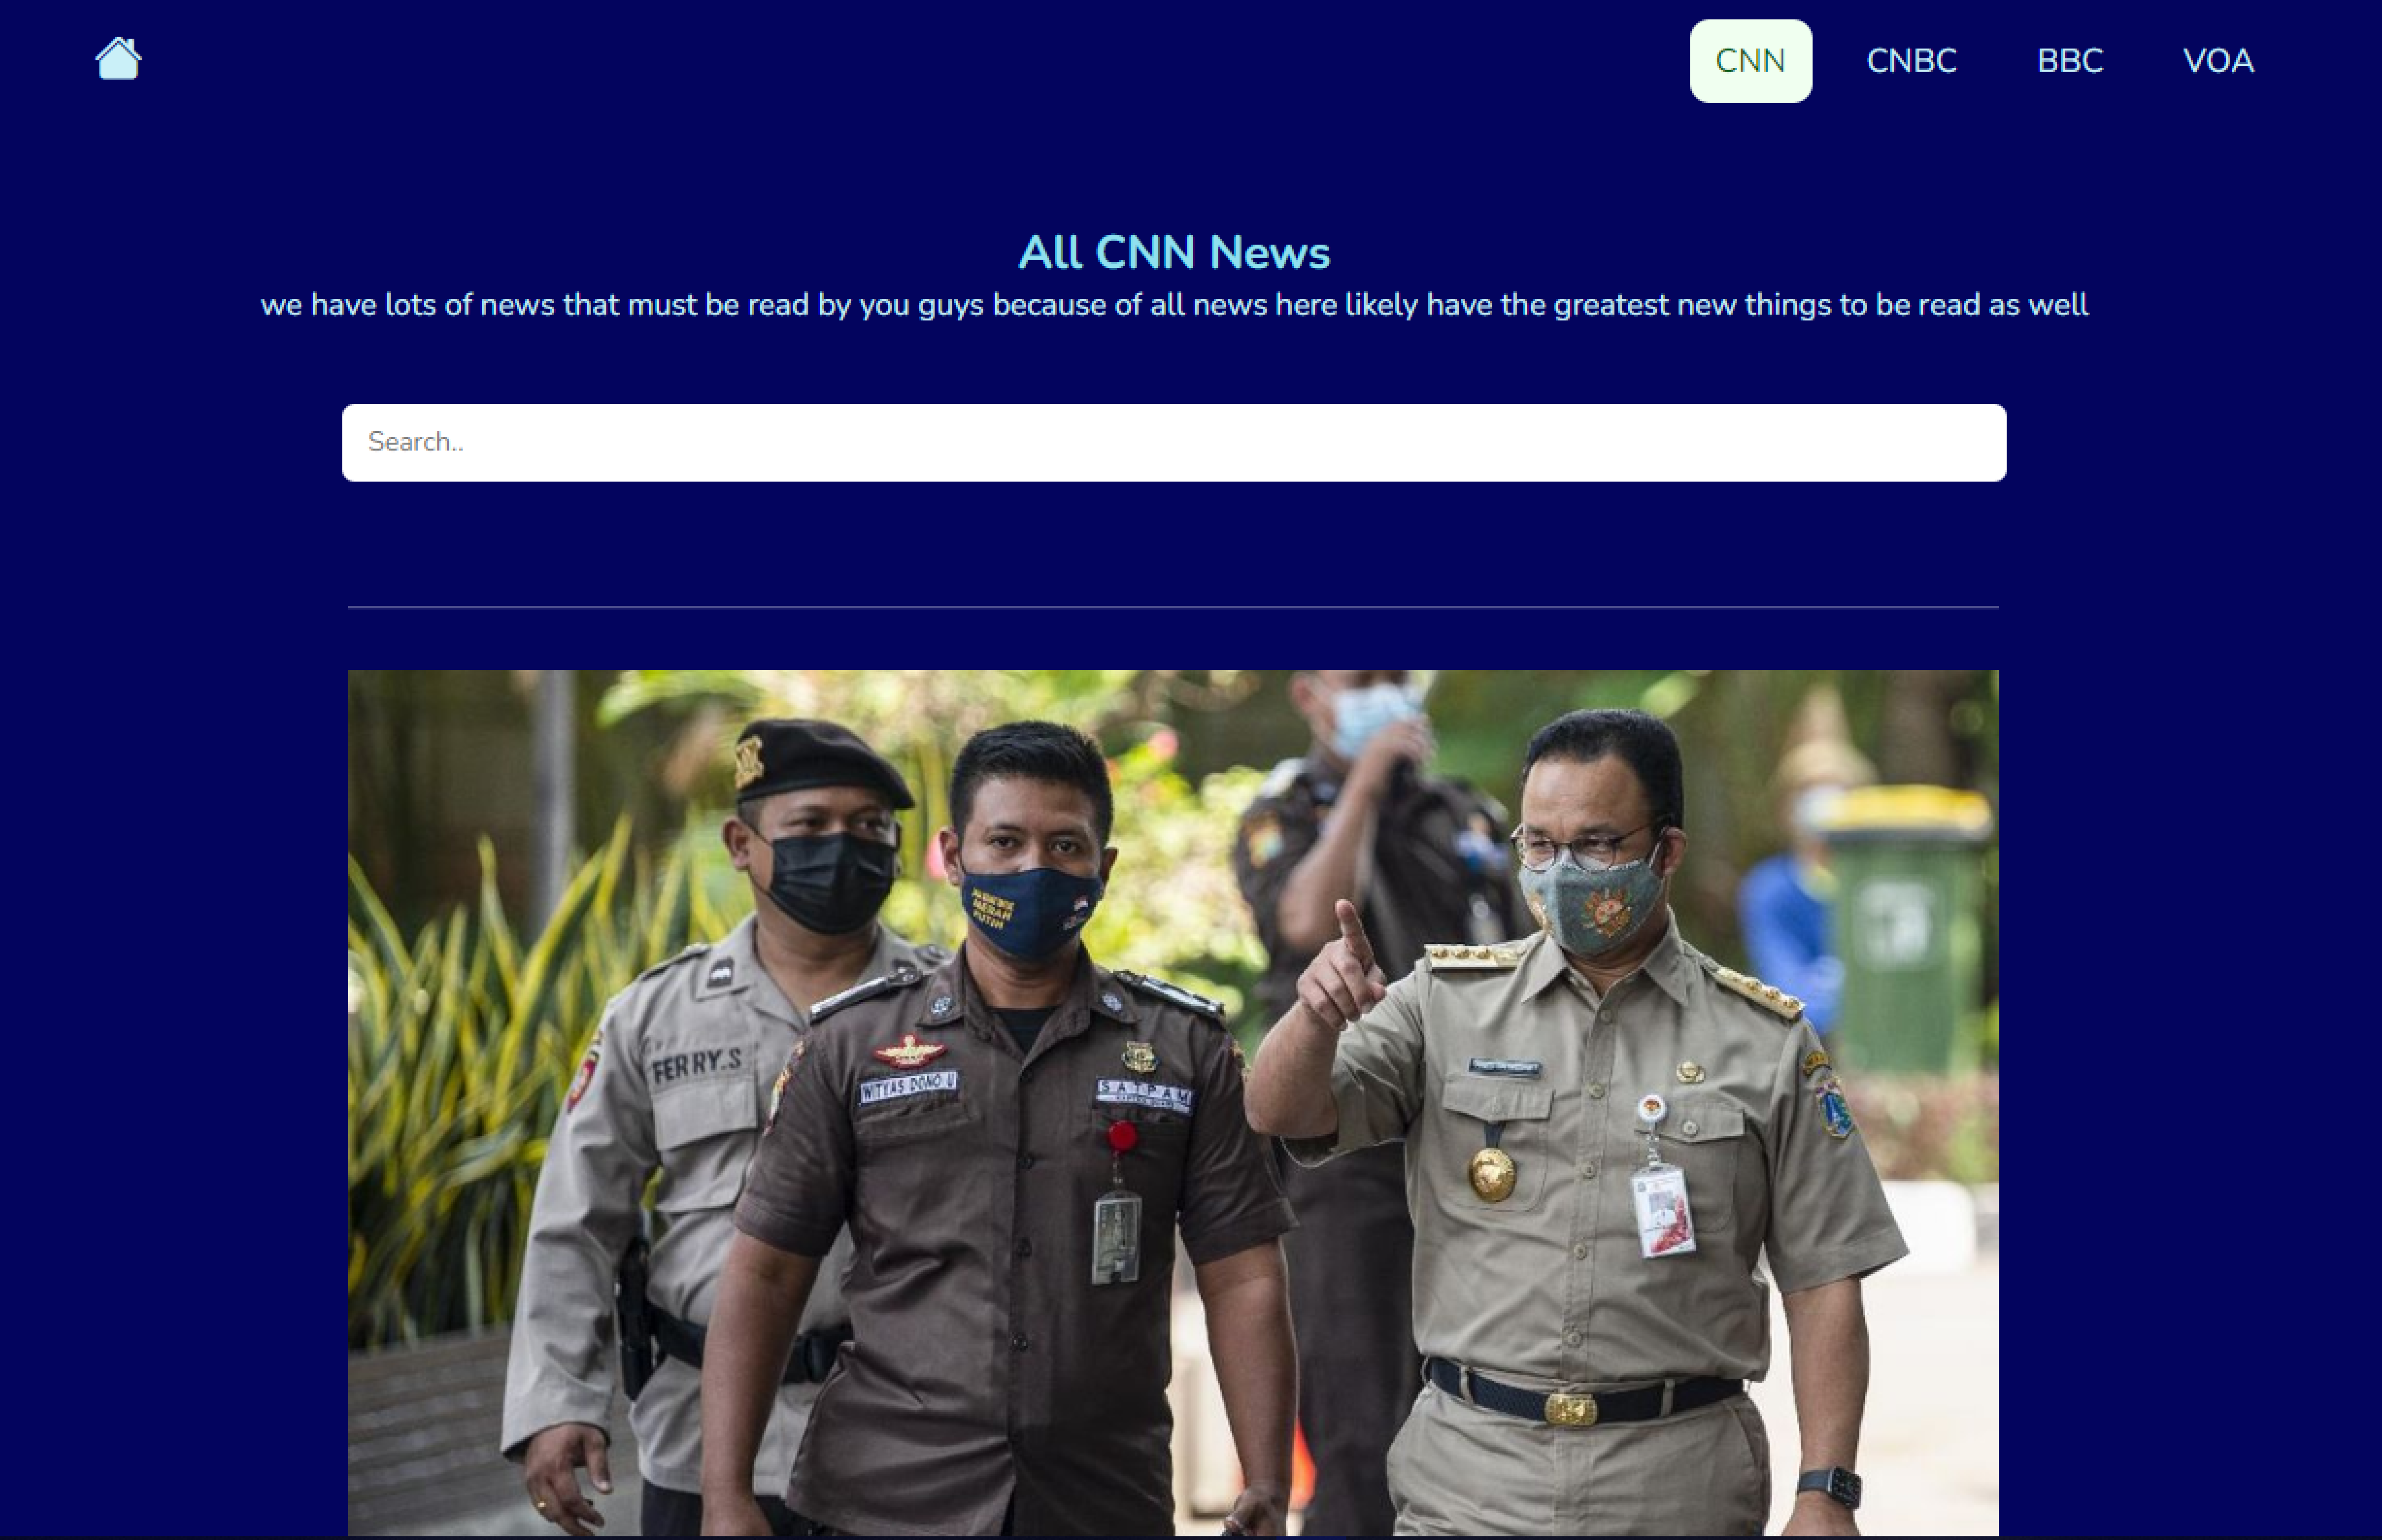 CNN
CNBC
BBC
VOA
All CNN News
we have lots of news that must be read by you guys because of all news here likely have the greatest new things to be read as well
Search..
MERAH
PUTIH
FERRY.S
WITYAS DONO U
SATPAM